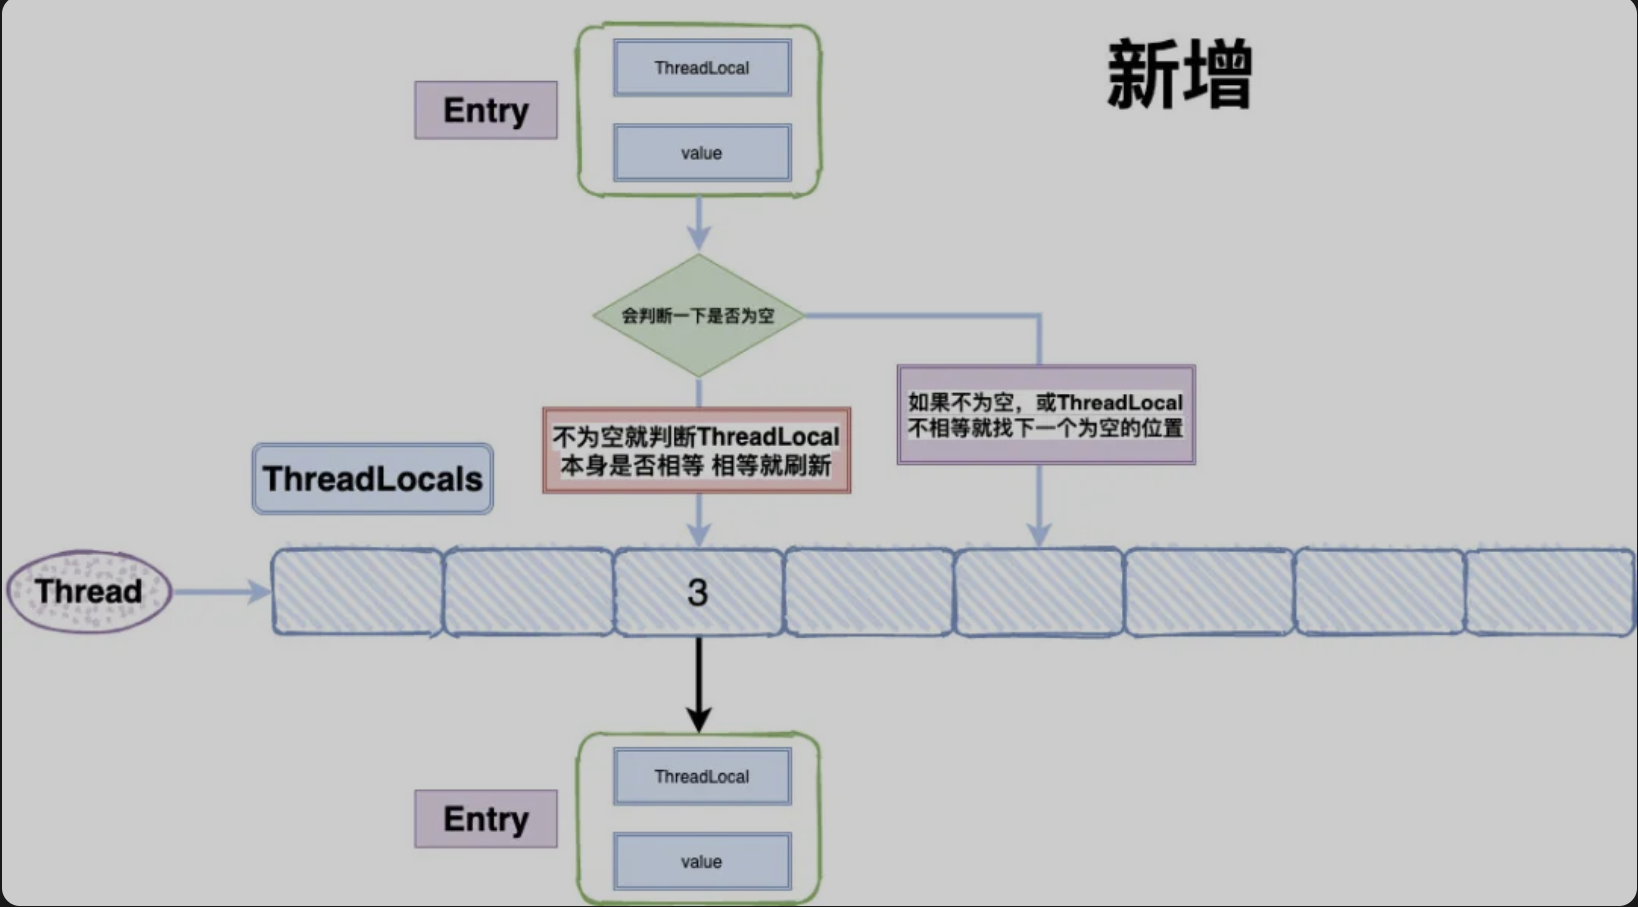 新增
ThreadLocal
Entry
value
会判断一下是否为空
如果不为空，或ThreadLocal
不相等就找下一个为空的位置
不为空就判断ThreadLocal
本身是否相等 相等就刷新
ThreadLocals
Thread
3
ThreadLocal
Entry
value